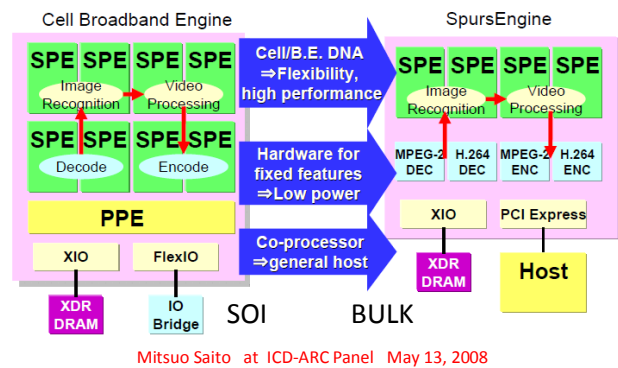 Cell Broadband Engine
SPE SPE SPE SPE
Image
Recognition
Video
Processing
SPE SPE SPE SPE
Decode
Encode
PPE
XIO
FlexIO
XDR
DRAM
IO
Bridge
SOI
Cell/B.E. DNA
⇒Flexibility,
high performance
Hardware for
fixed features
⇒Low power
Co-processor
⇒general host
BULK
SpursEngine
SPE SPE SPE SPE
Image
Recognition
Video
Processing
MPEG-2
DEC
H.264
DEC
MPEG-2
ENC
H.264
ENC
XIO
PCI Express
XDR
DRAM
Host
Mitsuo Saito at ICD-ARC Panel May 13, 2008